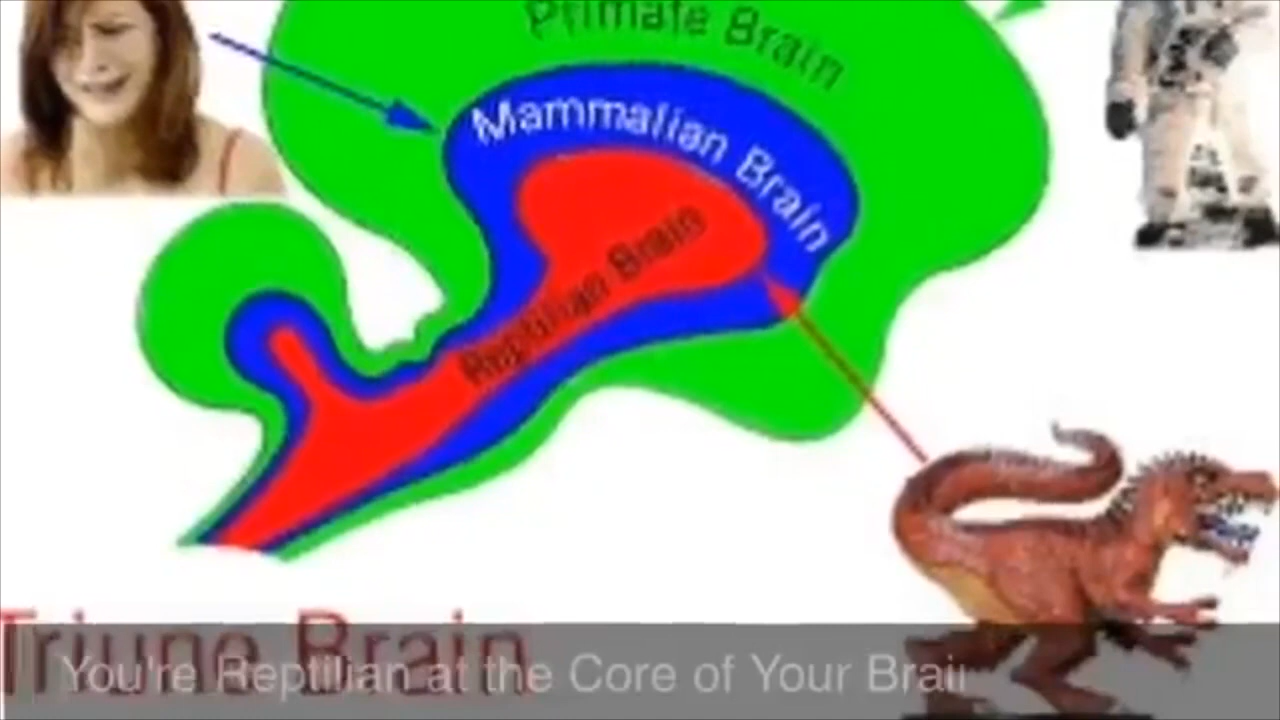 Primate Brain
Mammalian Brain
Reptilian Brain
Triune Brain
You're Reptilian at the Core of Your Brai